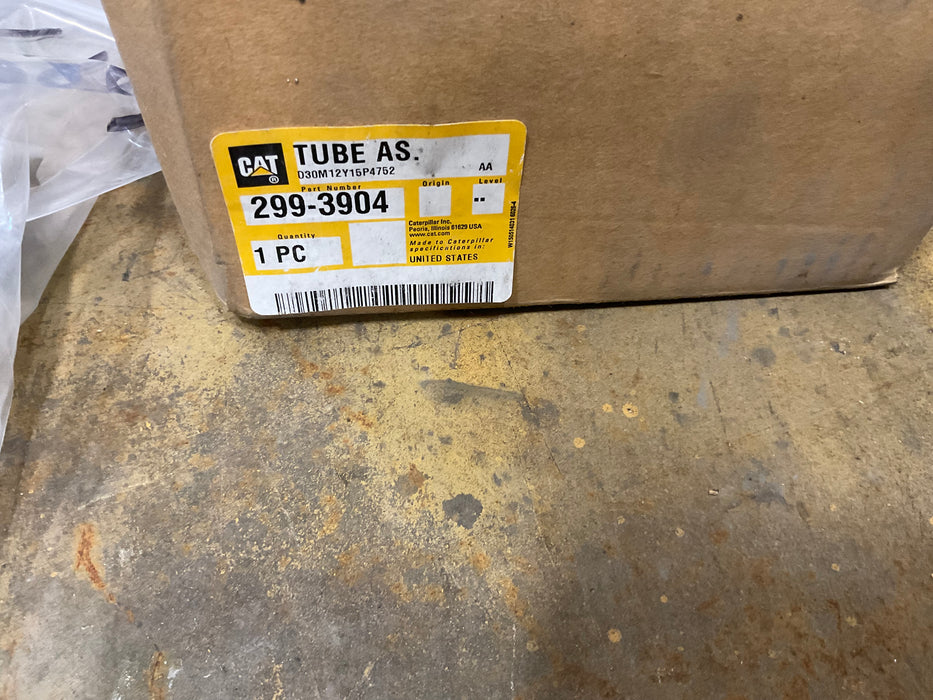 CAT®
TUBE AS.
D30M12Y15P4752
AA
Part Number
Origin
Level
299-3904
--
Caterpillar Inc.
Peoria, Illinois 61629 USA
www.cat.com
Quantity
1 PC
Made to Caterpillar
specifications in:
UNITED STATES